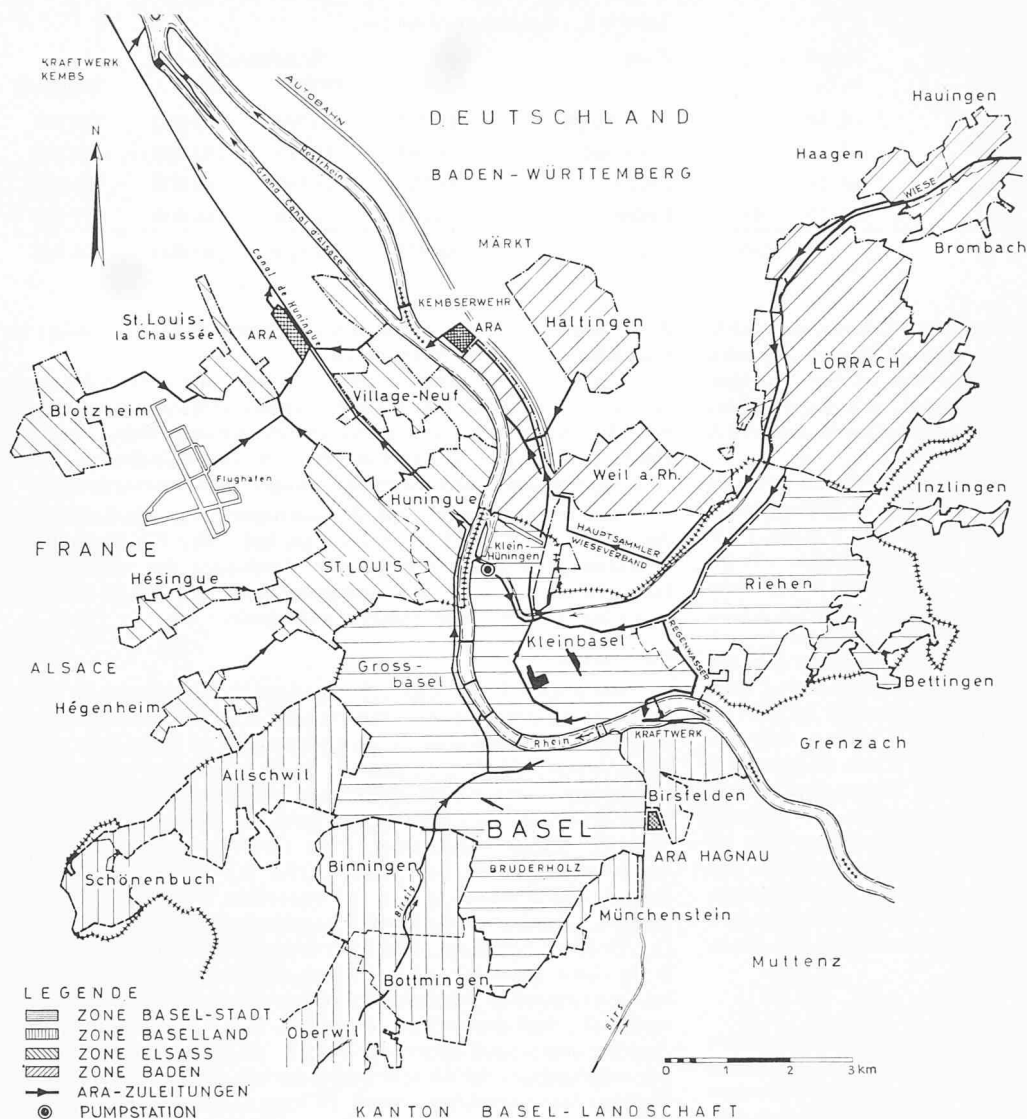 KRAFTWERK
KEMBS
AUTOBAHN
DEUTSCHLAND
BADEN-WÜRTTEMBERG
Hauingen
Haagen
WIESE
Brombach
N
Restrhein
Grand Canal d'Alsace
MÄRKT
Canal de Huningue
KEMBSERWEHR
ARA
Haltingen
St. Louis-
la Chaussée
ARA
LÖRRACH
Blotzheim
Village-Neuf
Flughafen
Weil a. Rh.
Huningue
Inzlingen
HAUPTSAMMLER
WIESEVERBAND
Klein-
Hüningen
FRANCE
ST. LOUIS
Hésingue
Riehen
Kleinbasel
REGENWASSER
ALSACE
Gross-
basel
Bettingen
Hégenheim
Rhein
KRAFTWERK
Grenzach
Allschwil
Birsfelden
BASEL
ARA HAGNAU
Binningen
BRUDERHOLZ
Schönenbuch
Birsig
Münchenstein
Muttenz
Bottmingen
Oberwil
Birs
LEGENDE
ZONE BASEL-STADT
ZONE BASELLAND
ZONE ELSASS
ZONE BADEN
ARA-ZULEITUNGEN
PUMPSTATION
0 1 2 3 km
KANTON BASEL-LANDSCHAFT